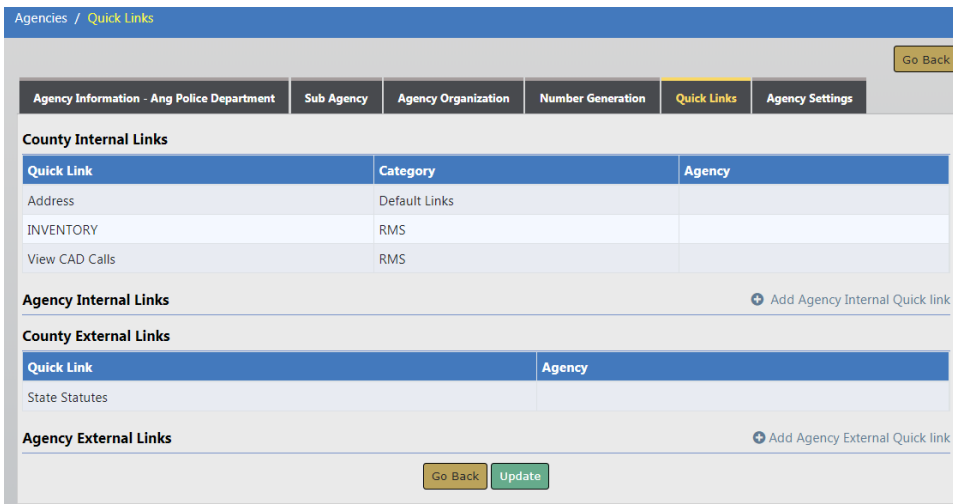 Agencies / Quick Links
Go Back
Agency Information - Ang Police Department Sub Agency Agency Organization Number Generation Quick Links Agency Settings
County Internal Links
Quick Link Category Agency
Address Default Links
INVENTORY RMS
View CAD Calls RMS
Agency Internal Links Add Agency Internal Quick link
County External Links
Quick Link Agency
State Statutes
Agency External Links Add Agency External Quick link
Go Back Update